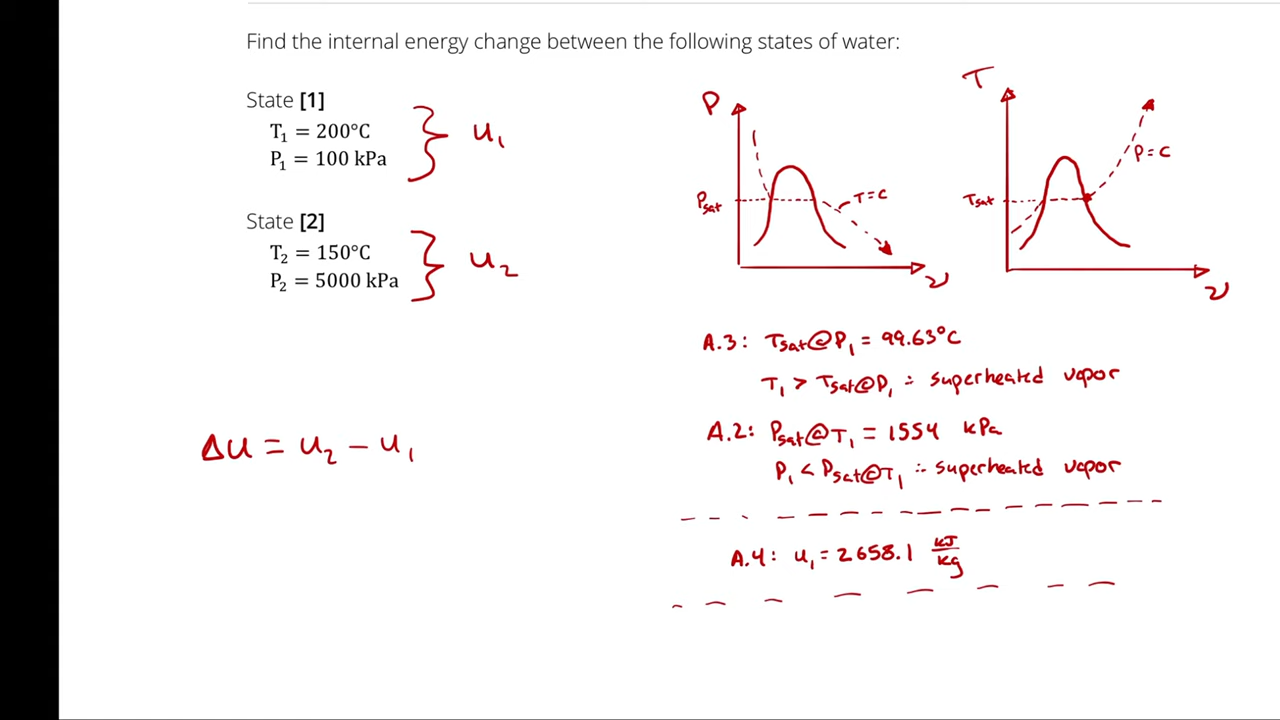 Find the internal energy change between the following states of water:
State [1]
T₁ = 200°C
P₁ = 100 kPa
u₁
State [2]
T₂ = 150°C
P₂ = 5000 kPa
u₂
Δu = u₂ − u₁
P
Psat
T=C
v
T
Tsat
P=C
v
A.3: Tsat@P₁ = 99.63°C
T₁ > Tsat@P₁ ∴ superheated vapor
A.2: Psat@T₁ = 1554 kPa
P₁ < Psat@T₁ ∴ superheated vapor
A.4: u₁ = 2658.1 kJ/kg